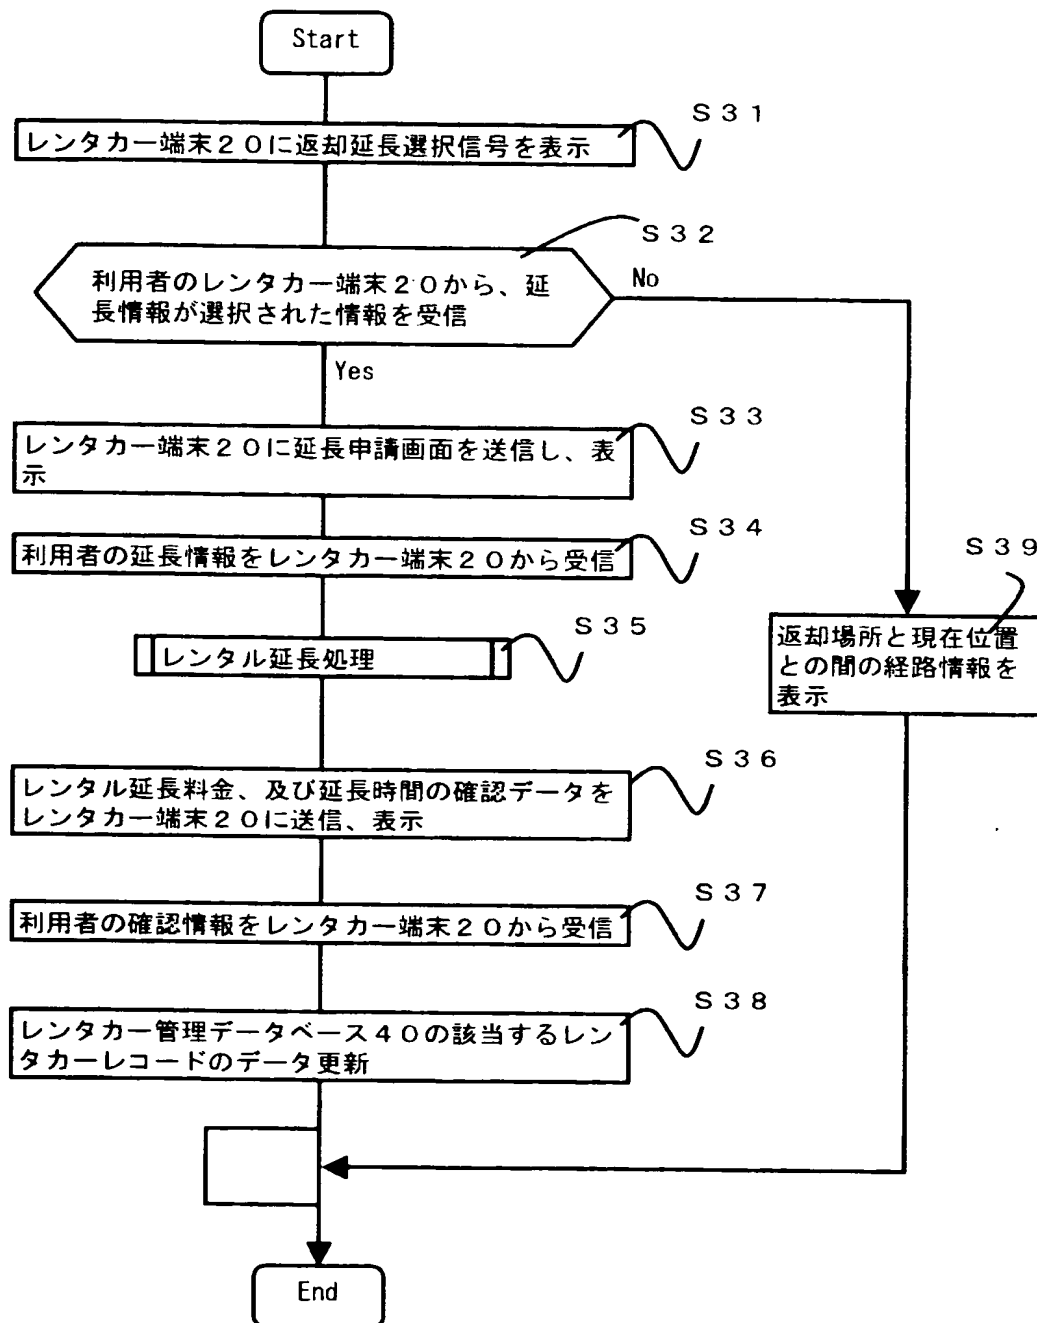 Start
S31
レンタカー端末20に返却延長選択信号を表示
S32
利用者のレンタカー端末20から、延
長情報が選択された情報を受信
No
Yes
S33
レンタカー端末20に延長申請画面を送信し、表
示
S34
利用者の延長情報をレンタカー端末20から受信
S39
返却場所と現在位置
との間の経路情報を
表示
S35
レンタル延長処理
S36
レンタル延長料金、及び延長時間の確認データを
レンタカー端末20に送信、表示
S37
利用者の確認情報をレンタカー端末20から受信
S38
レンタカー管理データベース40の該当するレン
タカーレコードのデータ更新
End